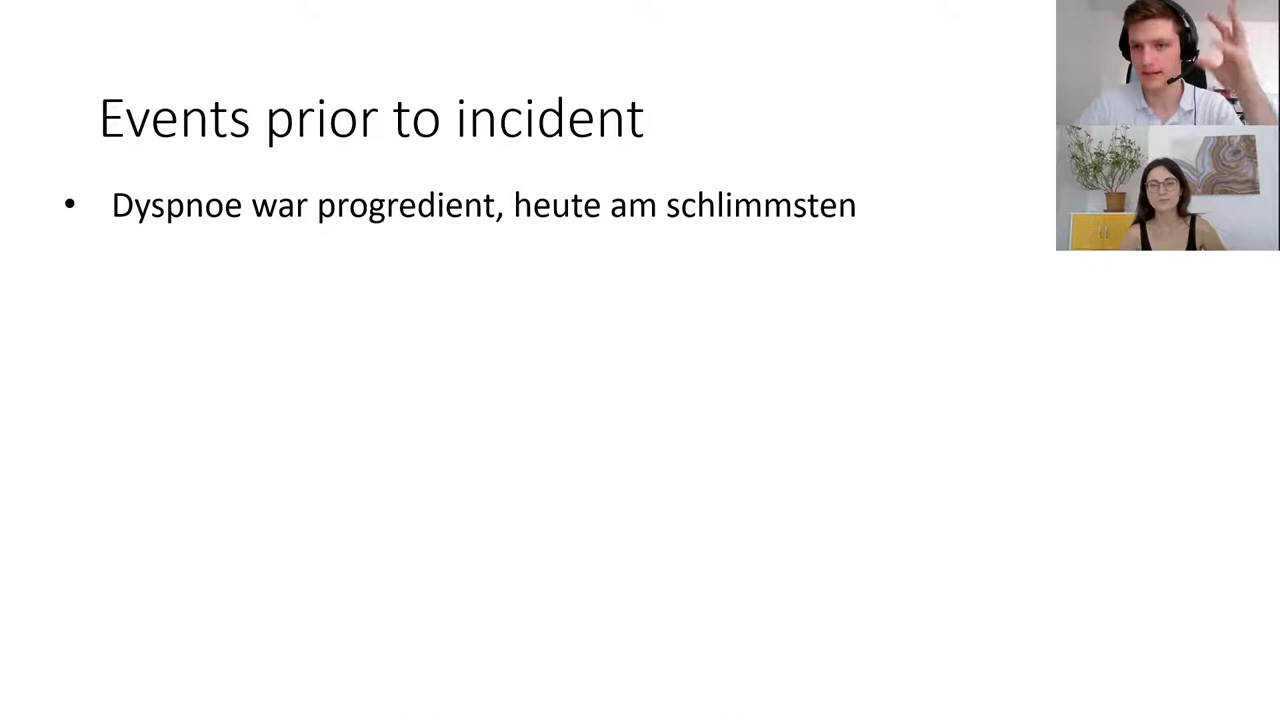 Events prior to incident
• Dyspnoe war progredient, heute am schlimmsten